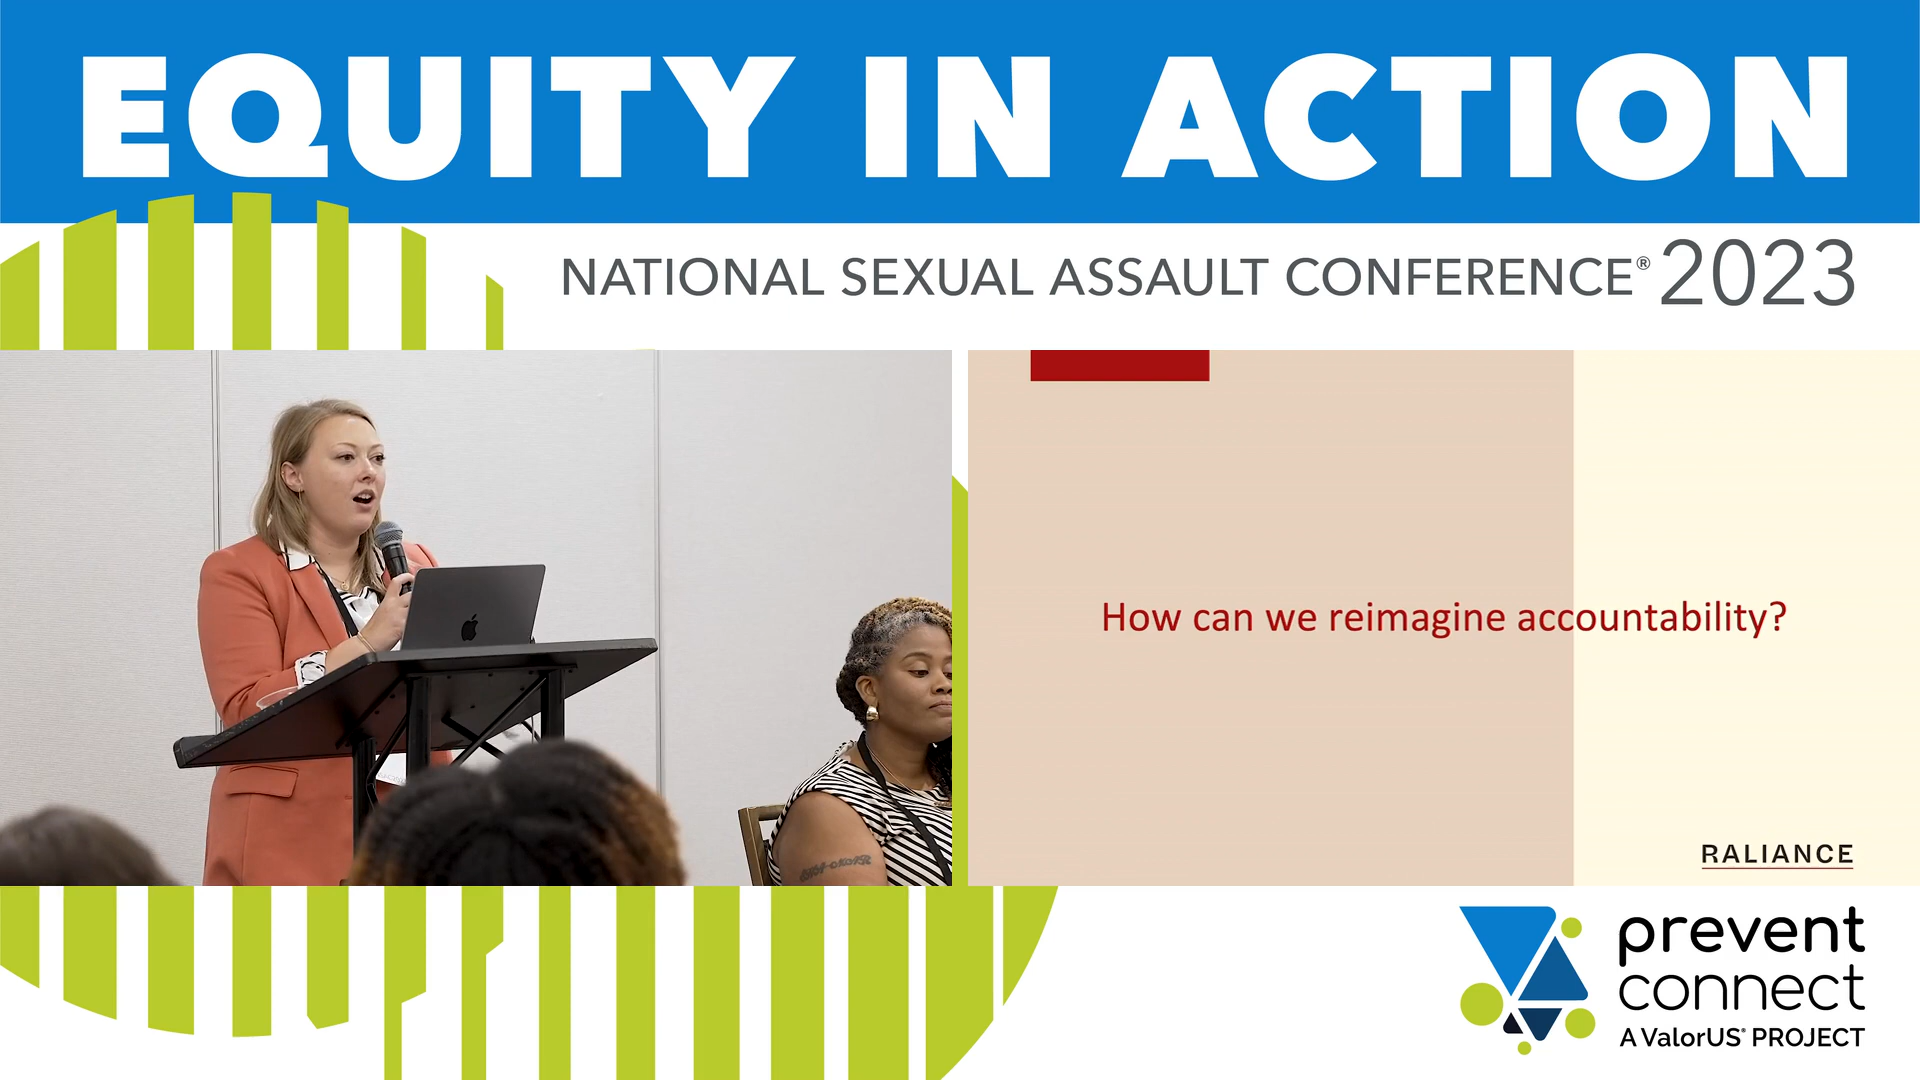 EQUITY IN ACTION
NATIONAL SEXUAL ASSAULT CONFERENCE® 2023
How can we reimagine accountability?
RALIANCE
prevent
connect
A ValorUS® PROJECT